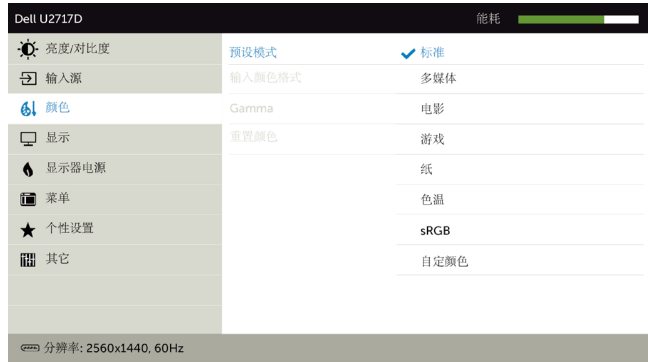 Dell U2717D 能耗
亮度/对比度 预设模式 标准
输入源 输入颜色格式 多媒体
颜色 Gamma 电影
显示 重置颜色 游戏
显示器电源 纸
菜单 色温
个性设置 sRGB
其它 自定颜色
分辨率: 2560x1440, 60Hz